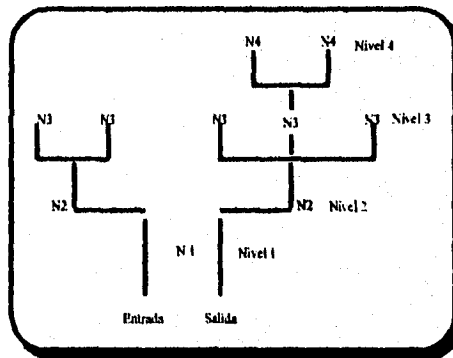 N4 N4 Nivel 4
N3 N3 N3 N3 N3 Nivel 3
N2 N2 Nivel 2
N 1 Nivel 1
Entrada Salida